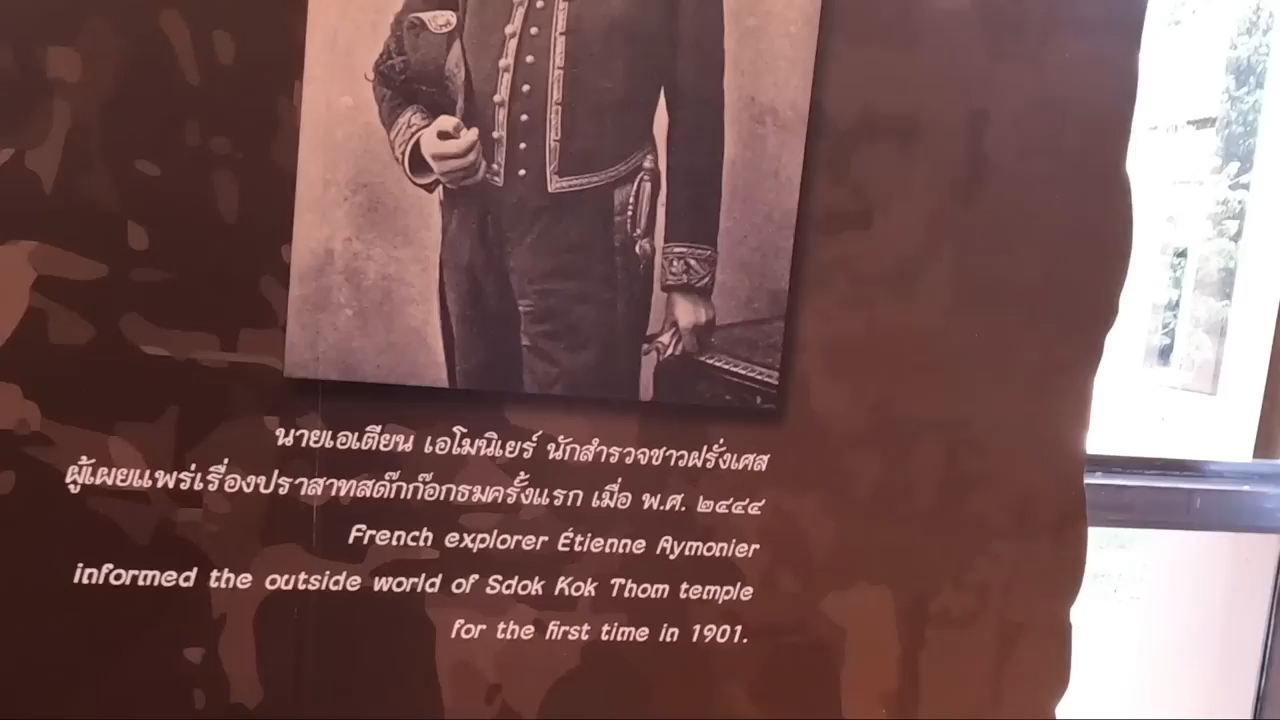 นายเอเตียน เอโมนิเยร์ นักสำรวจชาวฝรั่งเศส
ผู้เผยแพร่เรื่องปราสาทสด๊กก๊อกธมครั้งแรก เมื่อ พ.ศ. ๒๔๔๔
French explorer Étienne Aymonier
informed the outside world of Sdok Kok Thom temple
for the first time in 1901.